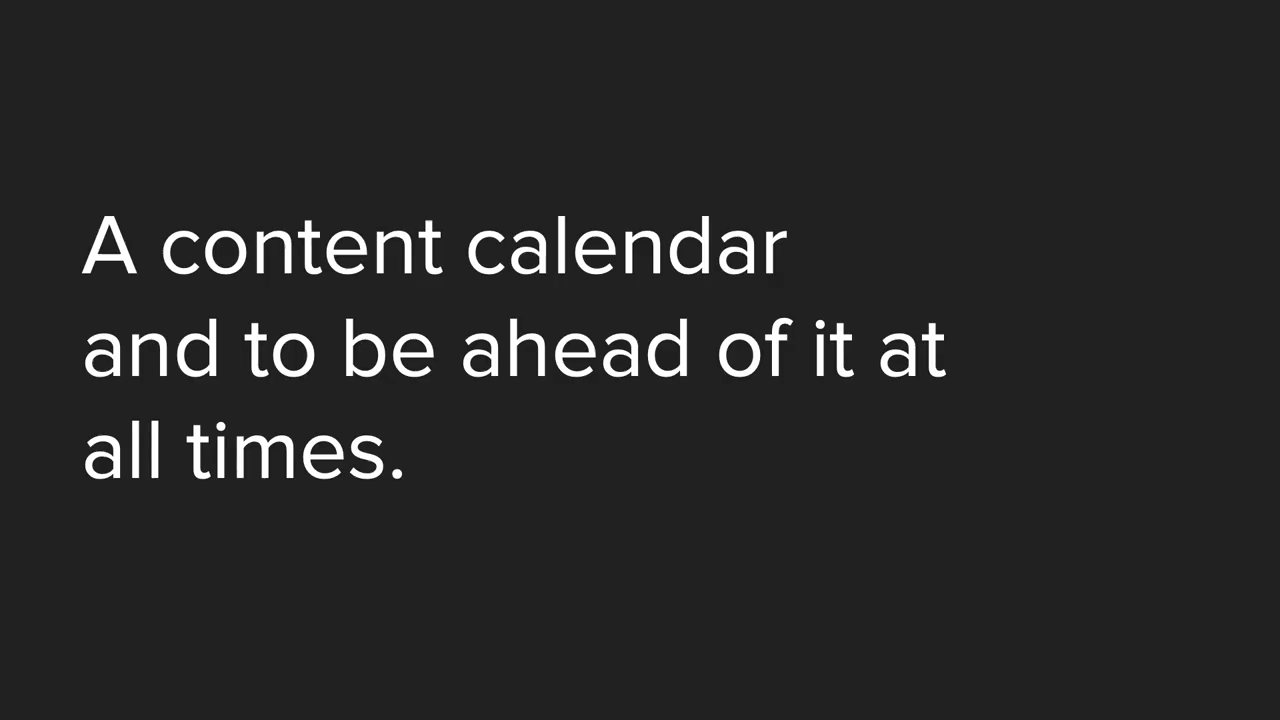 A content calendar
and to be ahead of it at
all times.